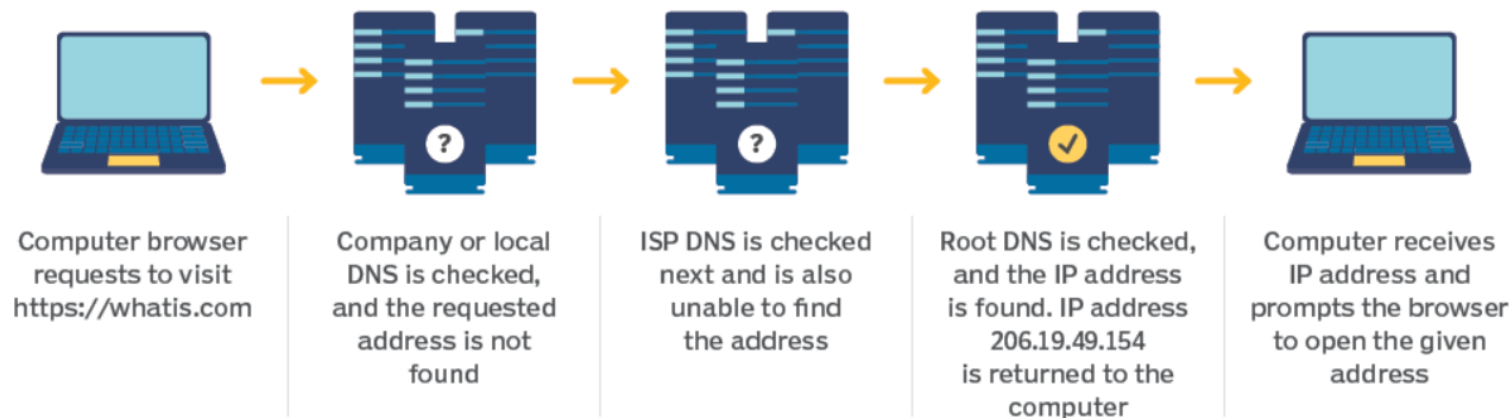 ?
?
Computer browser
requests to visit
https://whatis.com
Company or local
DNS is checked,
and the requested
address is not
found
ISP DNS is checked
next and is also
unable to find
the address
Root DNS is checked,
and the IP address
is found. IP address
206.19.49.154
is returned to the
computer
Computer receives
IP address and
prompts the browser
to open the given
address